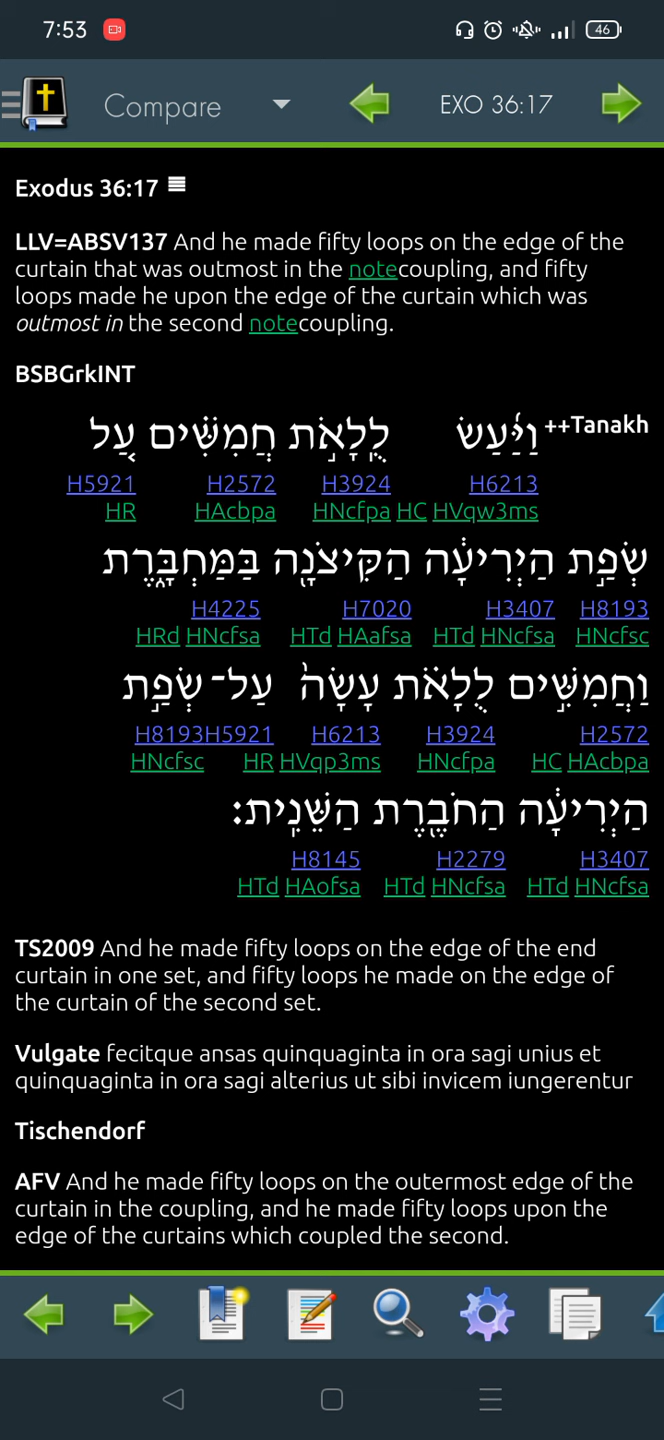 7:53
46
Compare
EXO 36:17
Exodus 36:17
LLV=ABSV137 And he made fifty loops on the edge of the
curtain that was outmost in the notecoupling, and fifty
loops made he upon the edge of the curtain which was
outmost in the second notecoupling.
BSBGrkINT
++Tanakh וַיַּ֜עַשׂ לֻֽלָאֹ֣ת חֲמִשִּׁ֗ים עַ֚ל
H5921 H2572 H3924 H6213
HR HAcbpa HNcfpa HC HVqw3ms
שְׂפַ֣ת הַיְרִיעָ֔ה הַקִּיצֹנָ֖ה בַּמַּחְבָּ֑רֶת
H4225 H7020 H3407 H8193
HRd HNcfsa HTd HAafsa HTd HNcfsa HNcfsc
וַחֲמִשִּׁ֣ים לֻלָאֹ֗ת עָשָׂה֙ עַל־ שְׂפַ֣ת
H8193H5921 H6213 H3924 H2572
HNcfsc HR HVqp3ms HNcfpa HC HAcbpa
הַיְרִיעָ֔ה הַחֹבֶ֖רֶת הַשֵּׁנִֽית׃
H8145 H2279 H3407
HTd HAofsa HTd HNcfsa HTd HNcfsa
TS2009 And he made fifty loops on the edge of the end
curtain in one set, and fifty loops he made on the edge of
the curtain of the second set.
Vulgate fecitque ansas quinquaginta in ora sagi unius et
quinquaginta in ora sagi alterius ut sibi invicem iungerentur
Tischendorf
AFV And he made fifty loops on the outermost edge of the
curtain in the coupling, and he made fifty loops upon the
edge of the curtains which coupled the second.